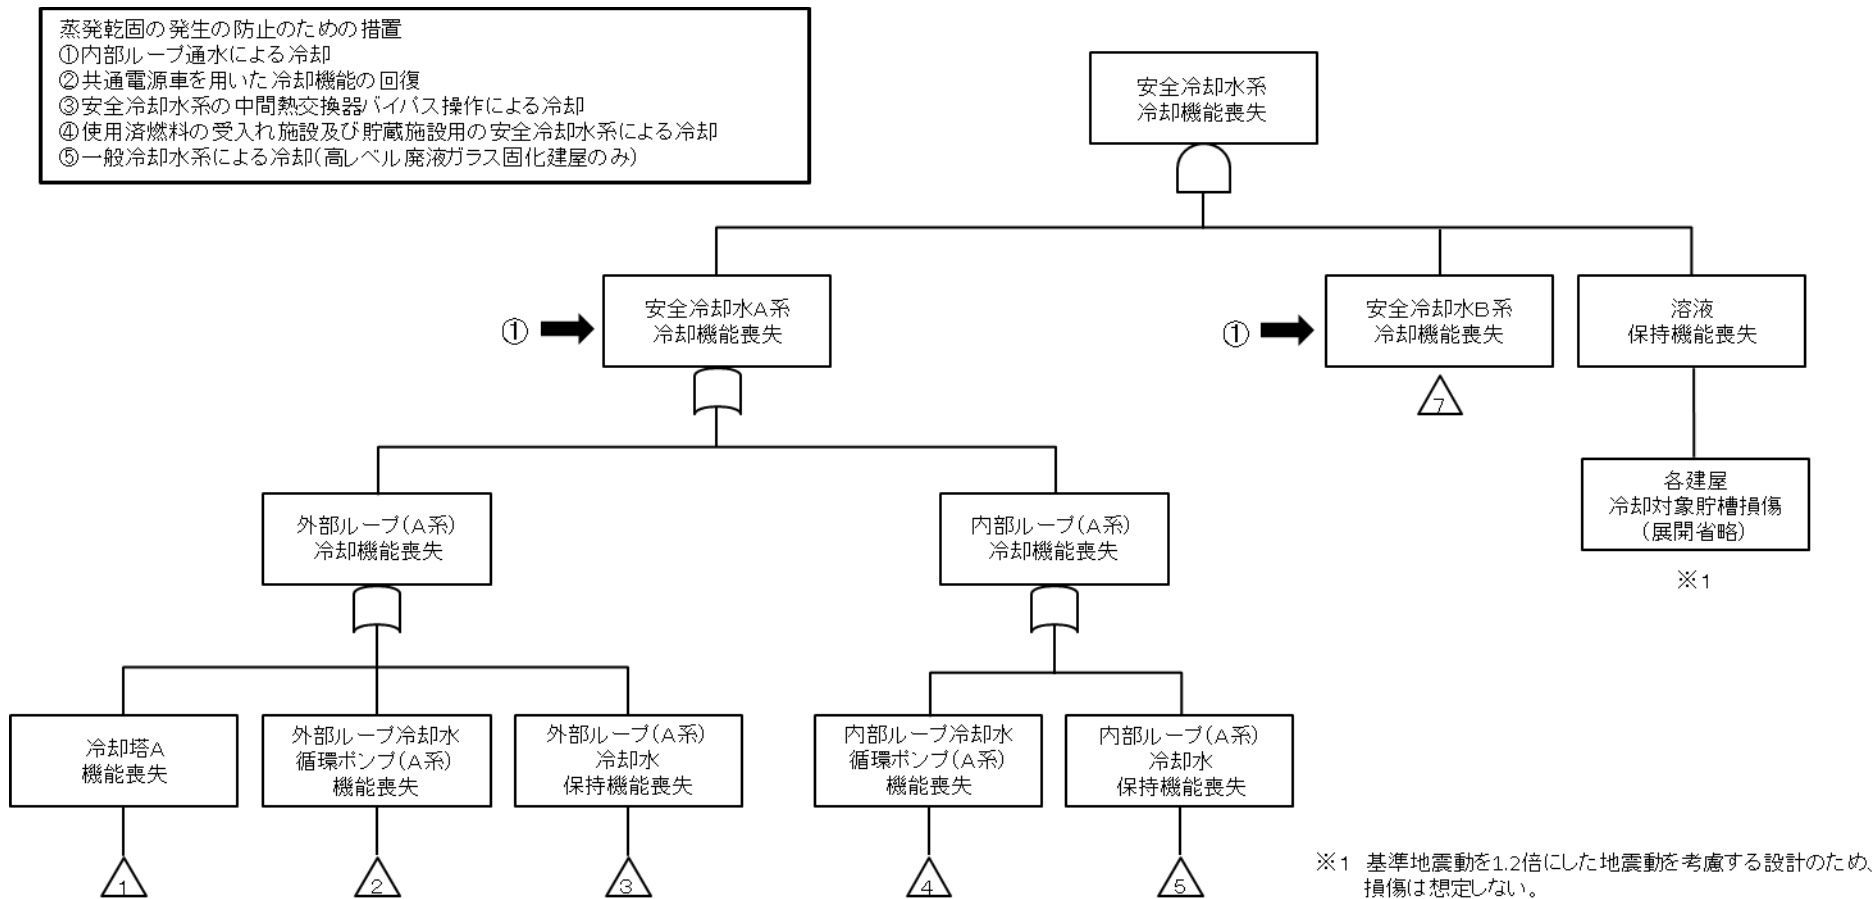 蒸発乾固の発生の防止のための措置
①内部ループ通水による冷却
②共通電源車を用いた冷却機能の回復
③安全冷却水系の中間熱交換器バイパス操作による冷却
④使用済燃料の受入れ施設及び貯蔵施設用の安全冷却水系による冷却
⑤一般冷却水系による冷却(高レベル廃液ガラス固化建屋のみ)
安全冷却水系
冷却機能喪失
①
安全冷却水A系
冷却機能喪失
①
安全冷却水B系
冷却機能喪失
7
溶液
保持機能喪失
各建屋
冷却対象貯槽損傷
(展開省略)
※1
外部ループ(A系)
冷却機能喪失
内部ループ(A系)
冷却機能喪失
冷却塔A
機能喪失
外部ループ冷却水
循環ポンプ(A系)
機能喪失
外部ループ(A系)
冷却水
保持機能喪失
内部ループ冷却水
循環ポンプ(A系)
機能喪失
内部ループ(A系)
冷却水
保持機能喪失
1
2
3
4
5
※1 基準地震動を1.2倍にした地震動を考慮する設計のため、
損傷は想定しない。